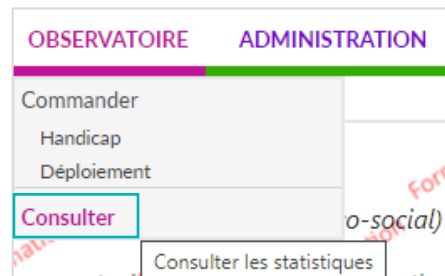 OBSERVATOIRE ADMINISTRATION
Commander
Handicap
Déploiement
Consulter
o-social)
Consulter les statistiques